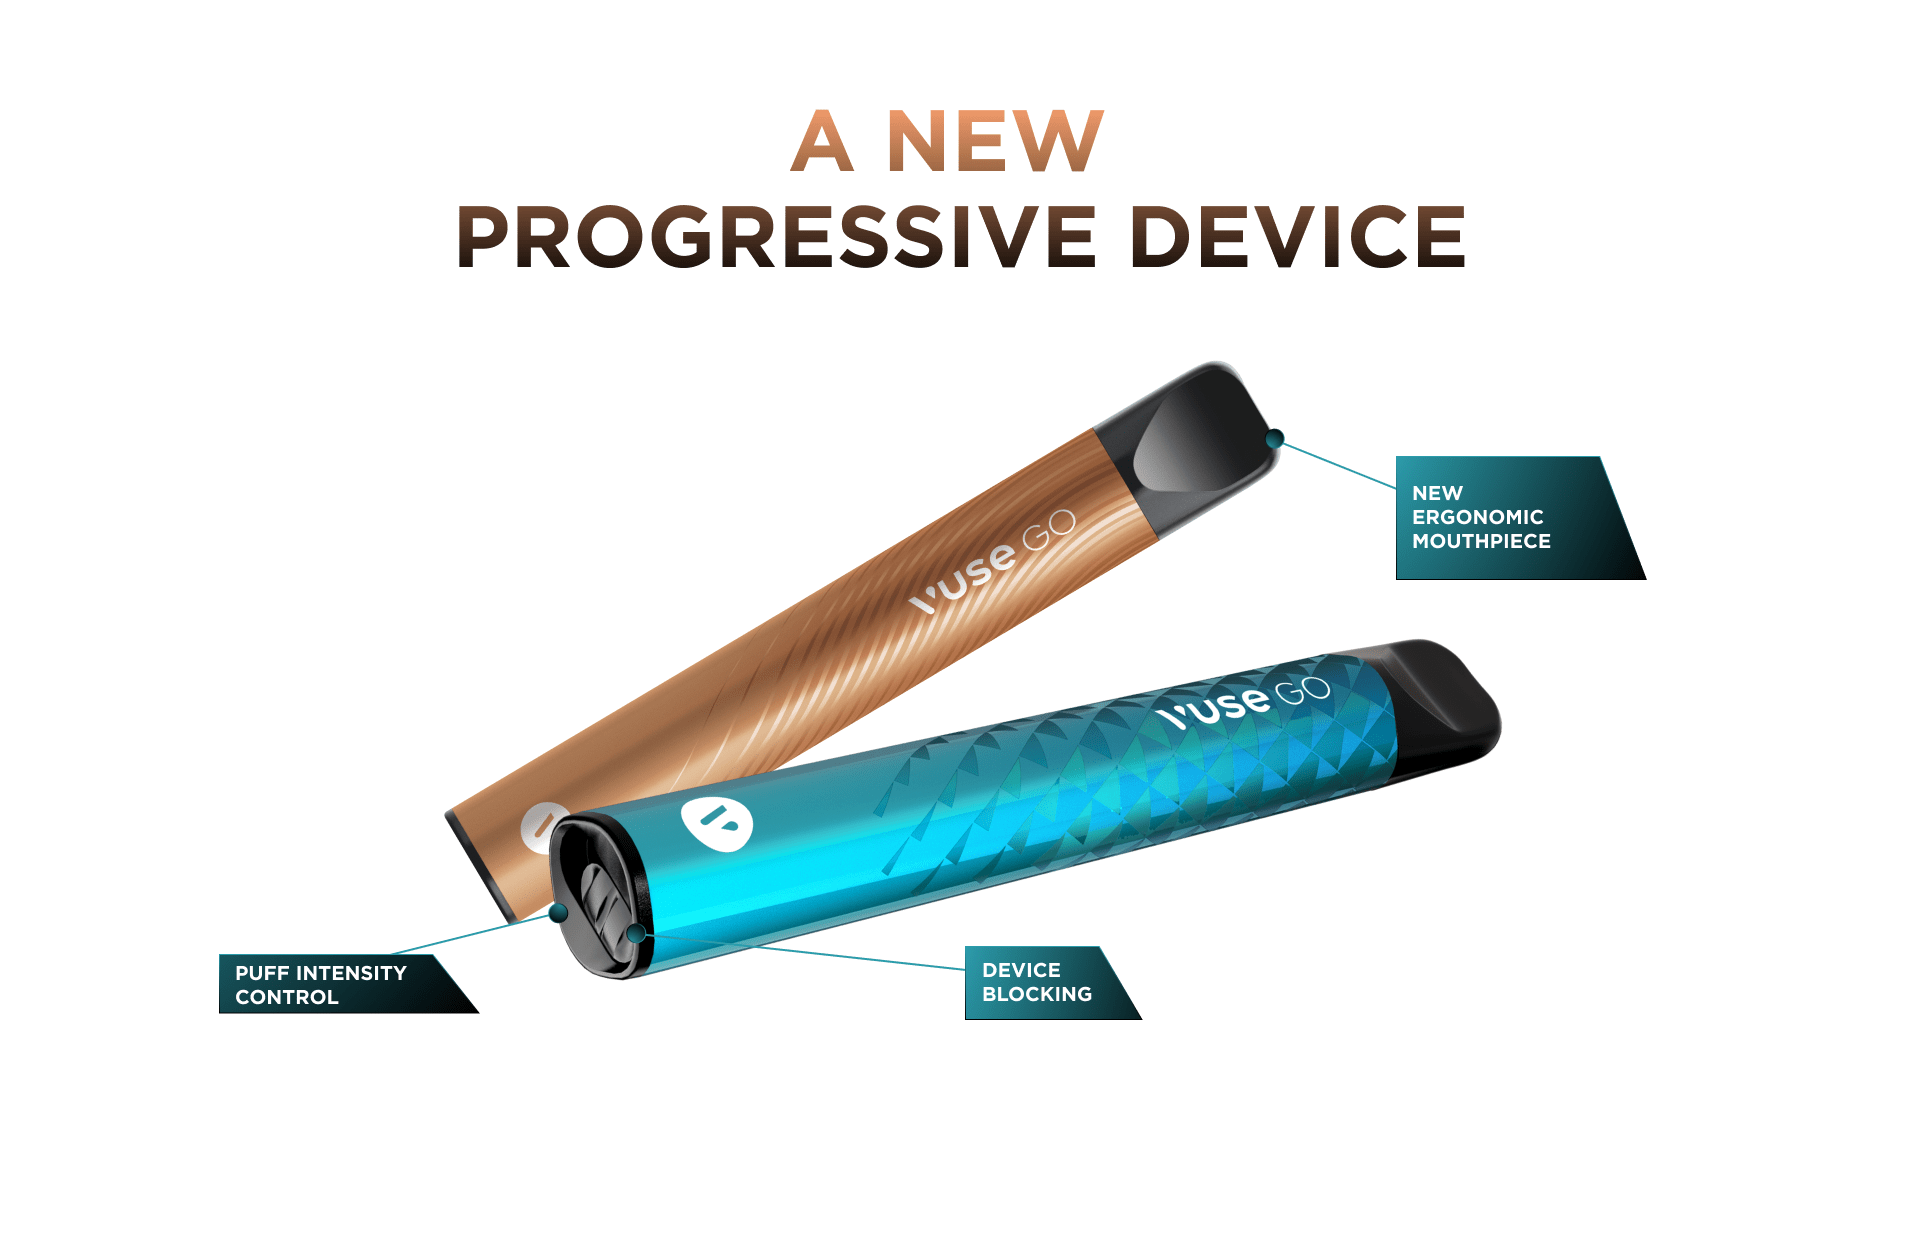 A NEW
PROGRESSIVE DEVICE
vuse GO
NEW
ERGONOMIC
MOUTHPIECE
vuse GO
PUFF INTENSITY
CONTROL
DEVICE
BLOCKING